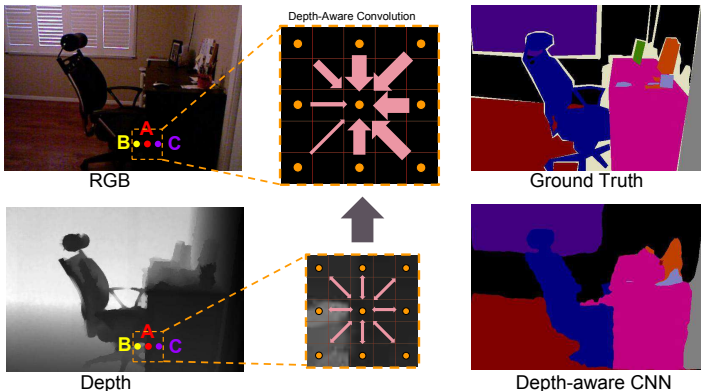 Depth-Aware Convolution
A
B
C
RGB
Ground Truth
A
B
C
Depth
Depth-aware CNN